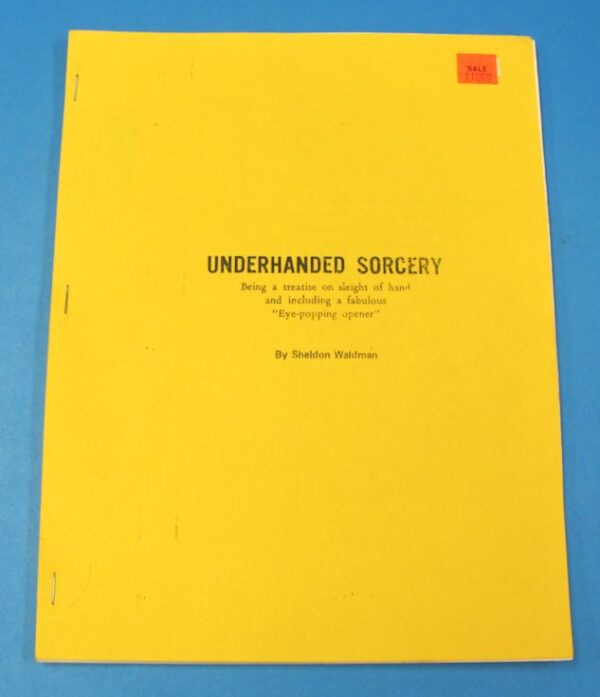 SALE
UNDERHANDED SORCERY
Being a treatise on sleight of hand
and including a fabulous
"Eye-popping opener"
By Sheldon Waldman